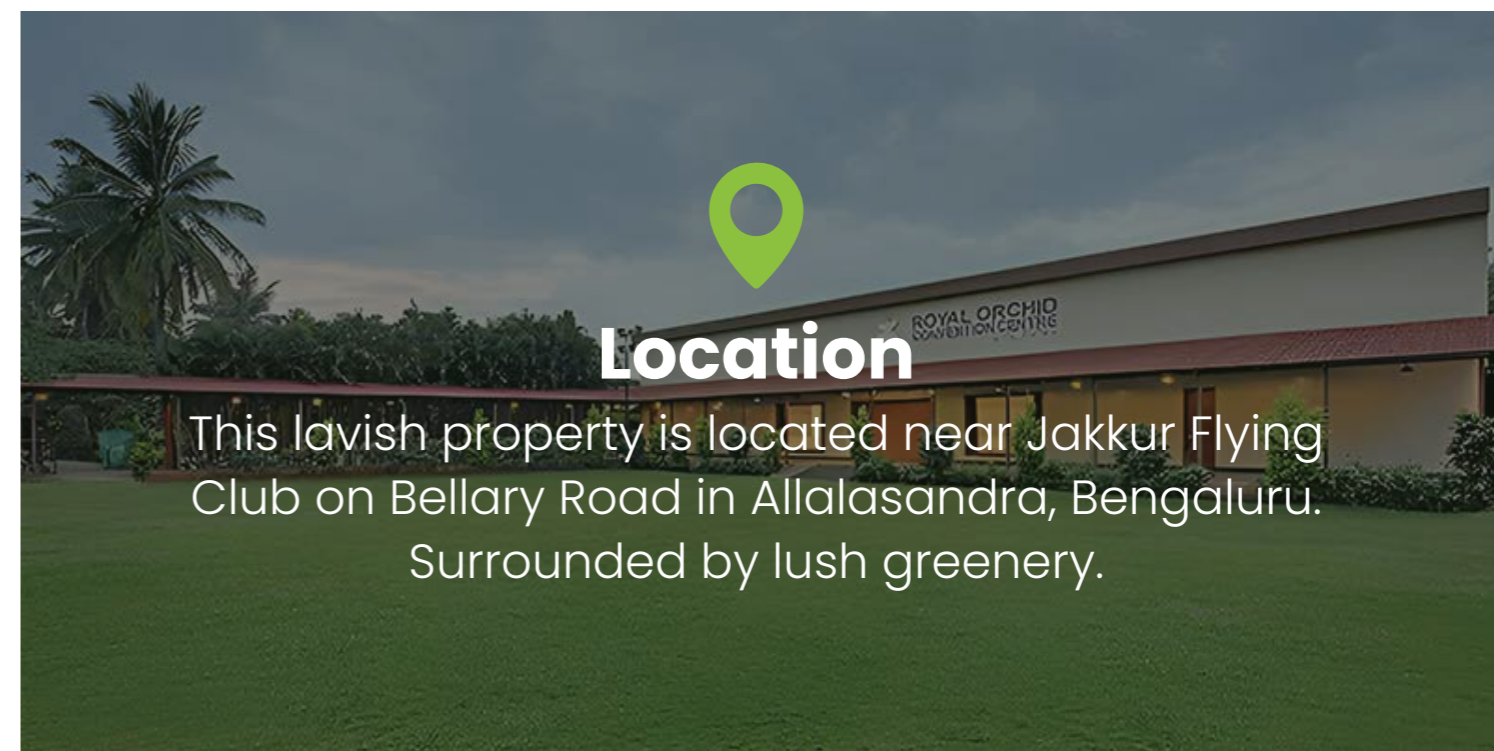 ROYAL ORCHID
CONVENTION CENTRE
Location
This lavish property is located near Jakkur Flying
Club on Bellary Road in Allalasandra, Bengaluru.
Surrounded by lush greenery.